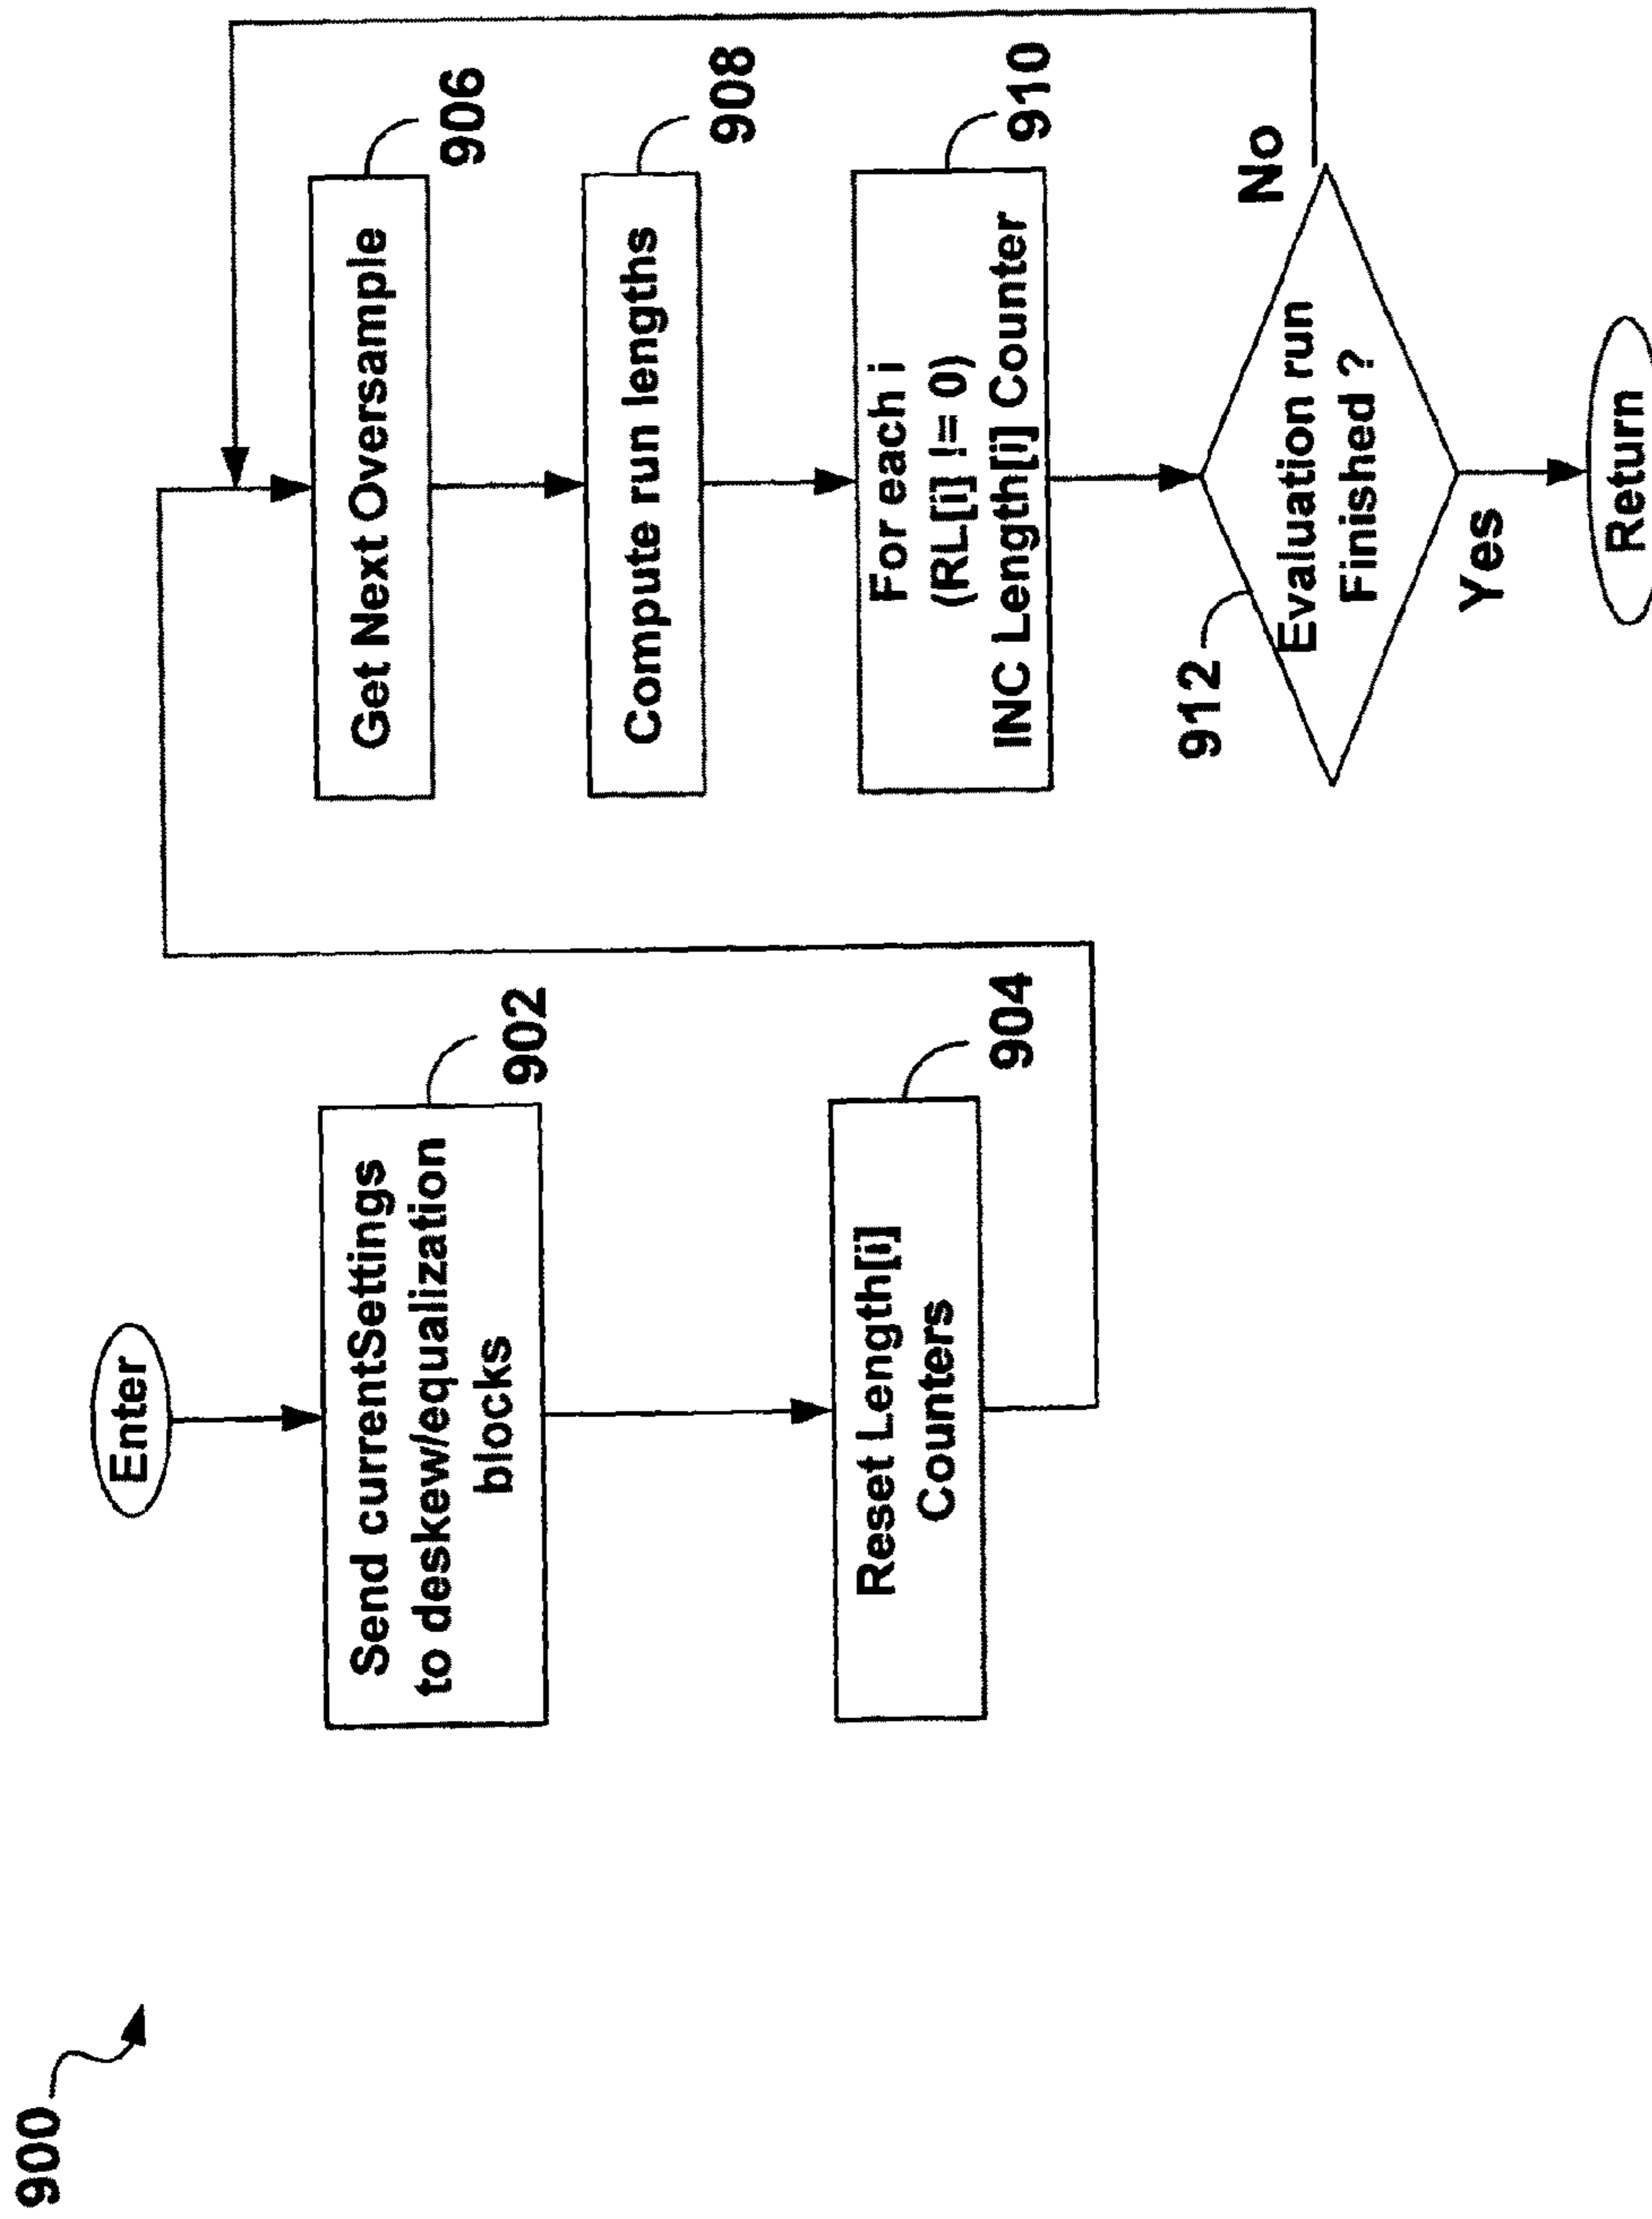 900
Enter
Send currentSettings
to deskew/equalization
blocks
902
Reset Length[i]
Counters
904
Get Next Oversample
906
Compute run lengths
908
For each i
(RL[i] != 0)
INC Length[i] Counter
910
912
Evaluation run
Finished ?
No
Yes
Return